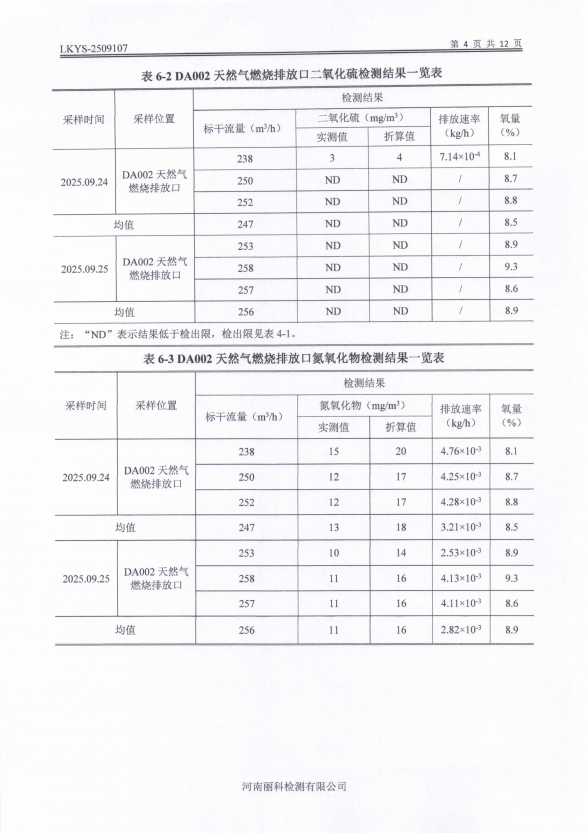 LKYS-2509107 第 4 页 共 12 页
表 6-2 DA002 天然气燃烧排放口二氧化硫检测结果一览表
采样时间 采样位置 检测结果
标干流量（m³/h） 二氧化硫（mg/m³） 排放速率（kg/h） 氧量（%）
实测值 折算值
2025.09.24 DA002 天然气燃烧排放口 238 3 4 7.14×10⁻⁴ 8.1
250 ND ND / 8.7
252 ND ND / 8.8
均值 247 ND ND / 8.5
2025.09.25 DA002 天然气燃烧排放口 253 ND ND / 8.9
258 ND ND / 9.3
257 ND ND / 8.6
均值 256 ND ND / 8.9
注：“ND”表示结果低于检出限，检出限见表 4-1。
表 6-3 DA002 天然气燃烧排放口氮氧化物检测结果一览表
采样时间 采样位置 检测结果
标干流量（m³/h） 氮氧化物（mg/m³） 排放速率（kg/h） 氧量（%）
实测值 折算值
2025.09.24 DA002 天然气燃烧排放口 238 15 20 4.76×10⁻³ 8.1
250 12 17 4.25×10⁻³ 8.7
252 12 17 4.28×10⁻³ 8.8
均值 247 13 18 3.21×10⁻³ 8.5
2025.09.25 DA002 天然气燃烧排放口 253 10 14 2.53×10⁻³ 8.9
258 11 16 4.13×10⁻³ 9.3
257 11 16 4.11×10⁻³ 8.6
均值 256 11 16 2.82×10⁻³ 8.9
河南丽科检测有限公司